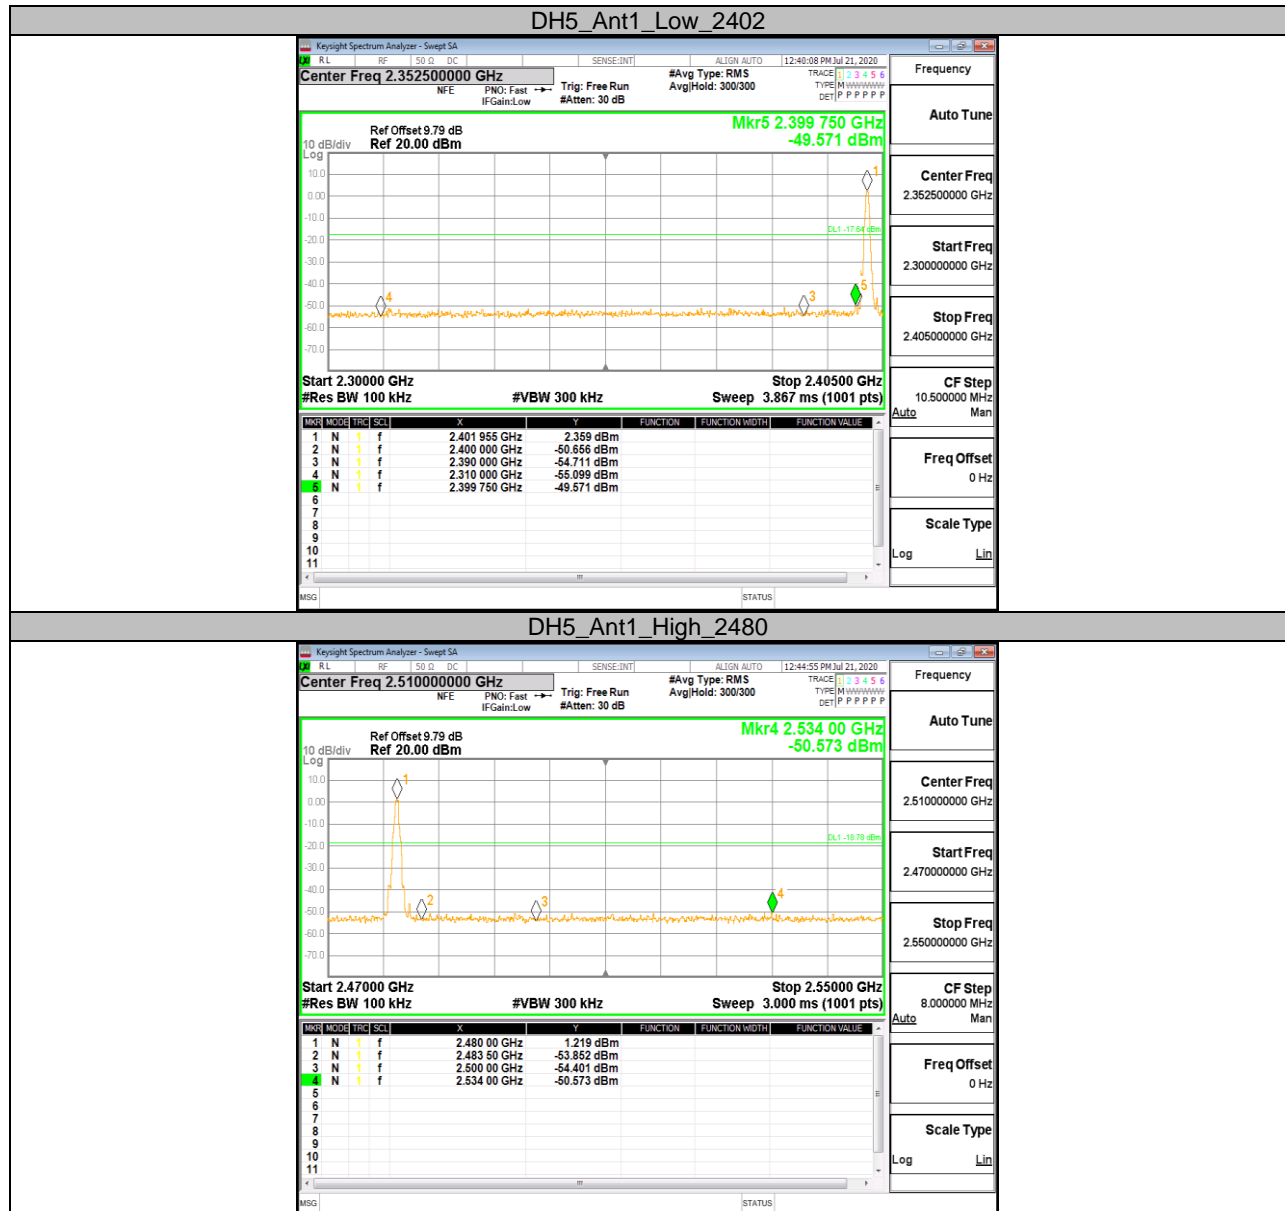 DH5_Ant1_Low_2402
Keysight Spectrum Analyzer - Swept SA
RL RF 50 Ω DC SENSE:INT ALIGN AUTO 12:40:08 PM Jul 21, 2020
Center Freq 2.352500000 GHz #Avg Type: RMS TRACE 1 2 3 4 5 6
NFE PNO: Fast Trig: Free Run Avg|Hold: 300/300 TYPE M
IFGain:Low #Atten: 30 dB DET P P P P P P
Frequency
Auto Tune
Mkr5 2.399 750 GHz
-49.571 dBm
Ref Offset 9.79 dB
10 dB/div Ref 20.00 dBm
Log
10.0
0.00
-10.0
-20.0
-30.0
-40.0
-50.0
-60.0
-70.0
1
DL1 -17.64 dBm
4
3
5
Start 2.30000 GHz Stop 2.40500 GHz
#Res BW 100 kHz #VBW 300 kHz Sweep 3.867 ms (1001 pts)
Center Freq
2.352500000 GHz
Start Freq
2.300000000 GHz
Stop Freq
2.405000000 GHz
CF Step
10.500000 MHz
Auto Man
Freq Offset
0 Hz
Scale Type
Log Lin
MKR MODE TRC SCL X Y FUNCTION FUNCTION WIDTH FUNCTION VALUE
1 N 1 f 2.401 955 GHz 2.359 dBm
2 N 1 f 2.400 000 GHz -50.656 dBm
3 N 1 f 2.390 000 GHz -54.711 dBm
4 N 1 f 2.310 000 GHz -55.099 dBm
5 N 1 f 2.399 750 GHz -49.571 dBm
6
7
8
9
10
11
MSG STATUS
DH5_Ant1_High_2480
Keysight Spectrum Analyzer - Swept SA
RL RF 50 Ω DC SENSE:INT ALIGN AUTO 12:44:55 PM Jul 21, 2020
Center Freq 2.510000000 GHz #Avg Type: RMS TRACE 1 2 3 4 5 6
NFE PNO: Fast Trig: Free Run Avg|Hold: 300/300 TYPE M
IFGain:Low #Atten: 30 dB DET P P P P P P
Frequency
Auto Tune
Mkr4 2.534 00 GHz
-50.573 dBm
Ref Offset 9.79 dB
10 dB/div Ref 20.00 dBm
Log
10.0
0.00
-10.0
-20.0
-30.0
-40.0
-50.0
-60.0
-70.0
1
DL1 -18.78 dBm
2
3
4
Start 2.47000 GHz Stop 2.55000 GHz
#Res BW 100 kHz #VBW 300 kHz Sweep 3.000 ms (1001 pts)
Center Freq
2.510000000 GHz
Start Freq
2.470000000 GHz
Stop Freq
2.550000000 GHz
CF Step
8.000000 MHz
Auto Man
Freq Offset
0 Hz
Scale Type
Log Lin
MKR MODE TRC SCL X Y FUNCTION FUNCTION WIDTH FUNCTION VALUE
1 N 1 f 2.480 00 GHz 1.219 dBm
2 N 1 f 2.483 50 GHz -53.852 dBm
3 N 1 f 2.500 00 GHz -54.401 dBm
4 N 1 f 2.534 00 GHz -50.573 dBm
5
6
7
8
9
10
11
MSG STATUS